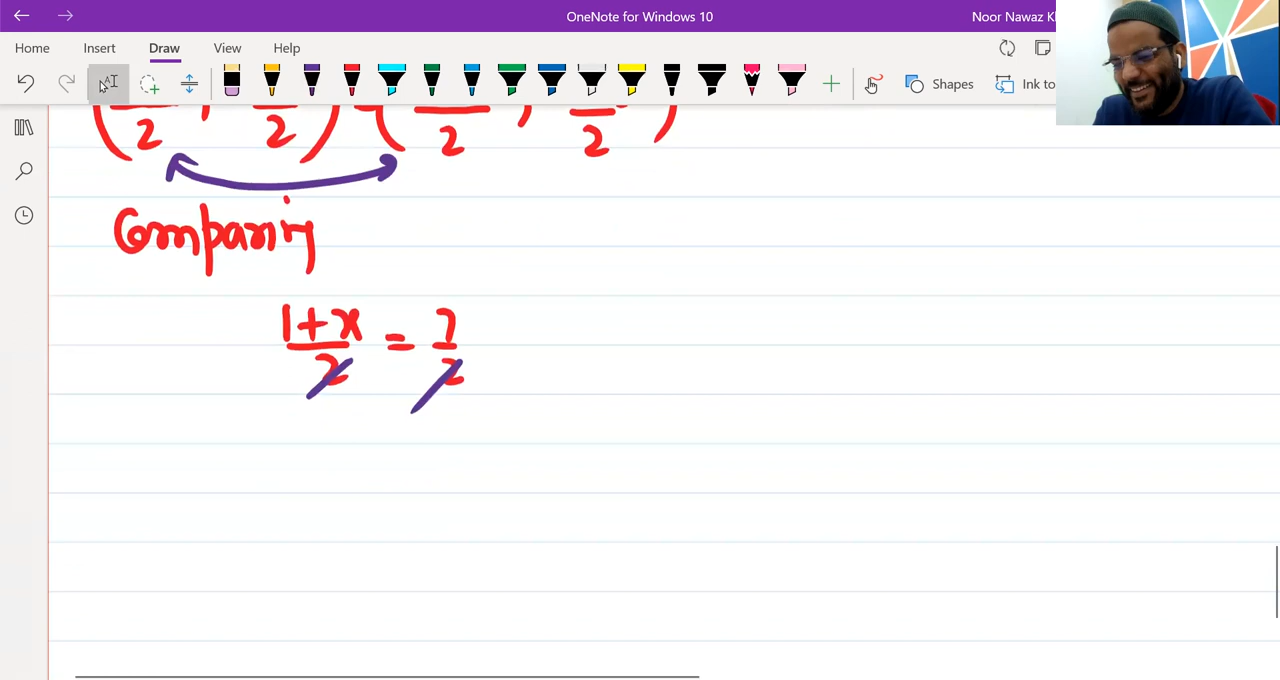 OneNote for Windows 10
Noor Nawaz Kh
Home Insert Draw View Help
Shapes
Ink to
( 2 , 2 ) = ( 2 , 2 )
Comparing
1+x/2 = 7/2